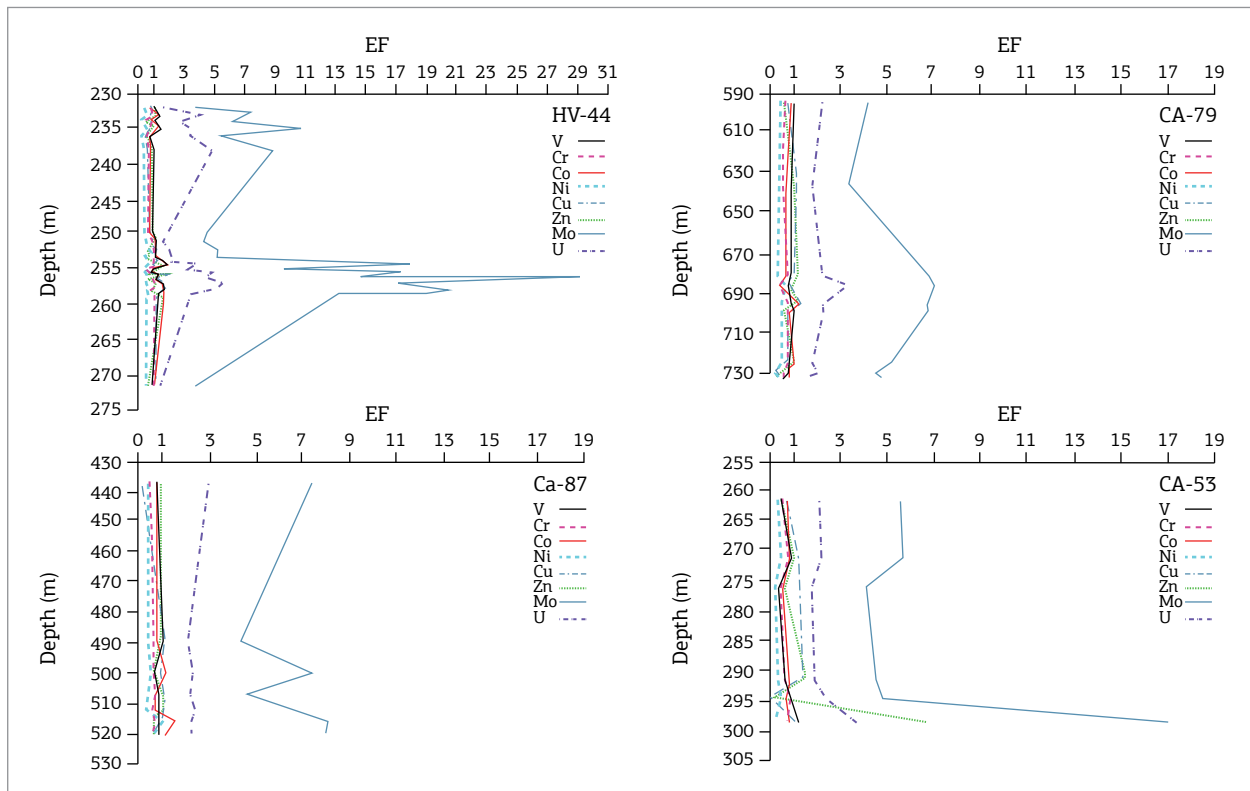 EF
0 1 3 5 7 9 11 13 15 17 19 21 23 25 27 29 31
230
235
240
245
250
255
260
265
270
275
Depth (m)
HV-44
V
Cr
Co
Ni
Cu
Zn
Mo
U
EF
0 1 3 5 7 9 11 13 15 17 19
590
610
630
650
670
690
710
730
Depth (m)
CA-79
V
Cr
Co
Ni
Cu
Zn
Mo
U
EF
0 1 3 5 7 9 11 13 15 17 19
430
440
450
460
470
480
490
500
510
520
530
Depth (m)
Ca-87
V
Cr
Co
Ni
Cu
Zn
Mo
U
EF
0 1 3 5 7 9 11 13 15 17 19
255
260
265
270
275
280
285
290
295
300
305
Depth (m)
CA-53
V
Cr
Co
Ni
Cu
Zn
Mo
U